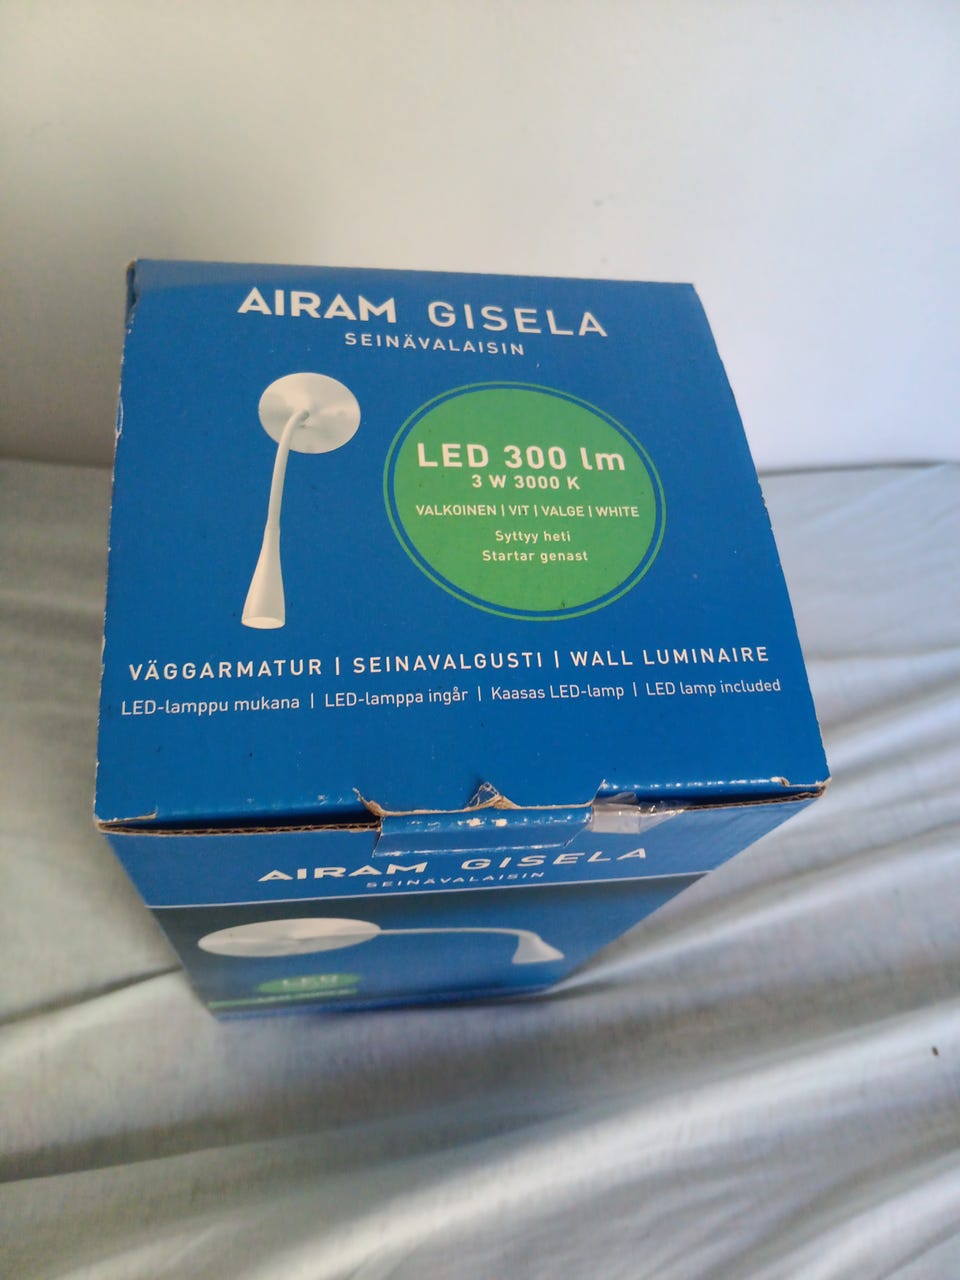 AIRAM GISELA
SEINÄVALAISIN
LED 300 lm
3 W 3000 K
VALKOINEN | VIT | VALGE | WHITE
Syttyy heti
Startar genast
VÄGGARMATUR | SEINAVALGUSTI | WALL LUMINAIRE
LED-lamppu mukana | LED-lamppa ingår | Kaasas LED-lamp | LED lamp included
AIRAM GISELA
SEINÄVALAISIN
LED